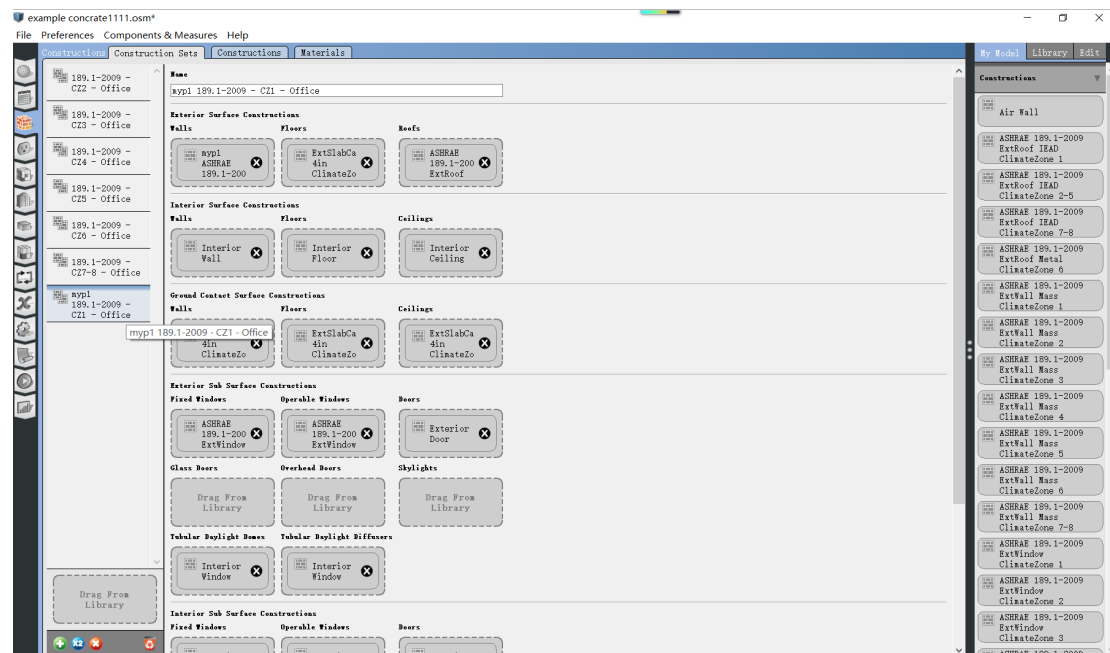 example concrate1111.osm*
File Preferences Components & Measures Help
Constructions Construction Sets Constructions Materials
My Model Library Edit
189.1-2009 -
CZ2 - Office
189.1-2009 -
CZ3 - Office
189.1-2009 -
CZ4 - Office
189.1-2009 -
CZ5 - Office
189.1-2009 -
CZ6 - Office
189.1-2009 -
CZ7-8 - Office
myp1
189.1-2009 -
CZ1 - Office
myp1 189.1-2009 - CZ1 - Office
Drag From
Library
x2
Name
myp1 189.1-2009 - CZ1 - Office
Exterior Surface Constructions
Walls Floors Roofs
myp1
ASHRAE
189.1-200
ExtSlabCa
4in
ClimateZo
ASHRAE
189.1-200
ExtRoof
Interior Surface Constructions
Walls Floors Ceilings
Interior
Wall
Interior
Floor
Interior
Ceiling
Ground Contact Surface Constructions
Walls Floors Ceilings
4in
ClimateZo
ExtSlabCa
4in
ClimateZo
ExtSlabCa
4in
ClimateZo
Exterior Sub Surface Constructions
Fixed Windows Operable Windows Doors
ASHRAE
189.1-200
ExtWindow
ASHRAE
189.1-200
ExtWindow
Exterior
Door
Glass Doors Overhead Doors Skylights
Drag From
Library
Drag From
Library
Drag From
Library
Tubular Daylight Domes Tubular Daylight Diffusers
Interior
Window
Interior
Window
Interior Sub Surface Constructions
Fixed Windows Operable Windows Doors
Constructions
Air Wall
ASHRAE 189.1-2009
ExtRoof IEAD
ClimateZone 1
ASHRAE 189.1-2009
ExtRoof IEAD
ClimateZone 2-5
ASHRAE 189.1-2009
ExtRoof IEAD
ClimateZone 7-8
ASHRAE 189.1-2009
ExtRoof Metal
ClimateZone 6
ASHRAE 189.1-2009
ExtWall Mass
ClimateZone 1
ASHRAE 189.1-2009
ExtWall Mass
ClimateZone 2
ASHRAE 189.1-2009
ExtWall Mass
ClimateZone 3
ASHRAE 189.1-2009
ExtWall Mass
ClimateZone 4
ASHRAE 189.1-2009
ExtWall Mass
ClimateZone 5
ASHRAE 189.1-2009
ExtWall Mass
ClimateZone 6
ASHRAE 189.1-2009
ExtWall Mass
ClimateZone 7-8
ASHRAE 189.1-2009
ExtWindow
ClimateZone 1
ASHRAE 189.1-2009
ExtWindow
ClimateZone 2
ASHRAE 189.1-2009
ExtWindow
ClimateZone 3